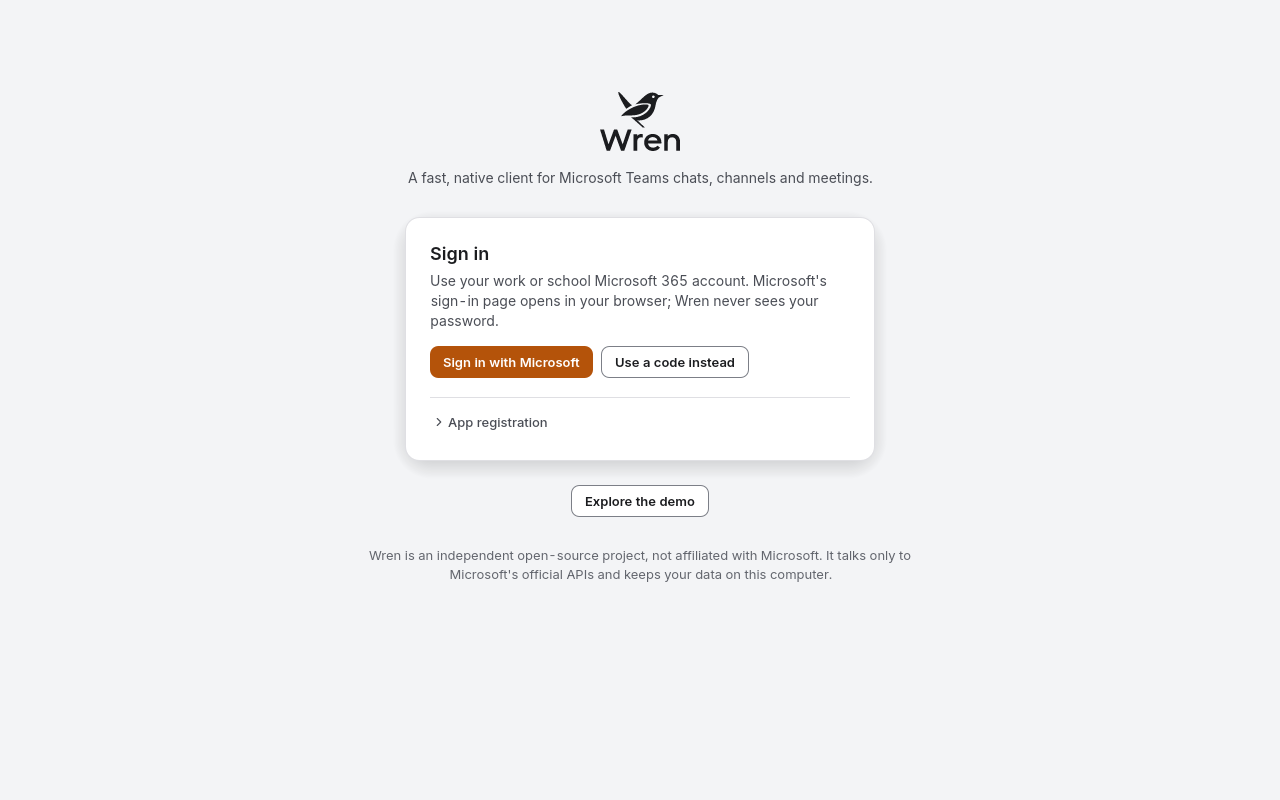 Wren
A fast, native client for Microsoft Teams chats, channels and meetings.
Sign in
Use your work or school Microsoft 365 account. Microsoft's
sign-in page opens in your browser; Wren never sees your
password.
Sign in with Microsoft
Use a code instead
App registration
Explore the demo
Wren is an independent open-source project, not affiliated with Microsoft. It talks only to
Microsoft's official APIs and keeps your data on this computer.